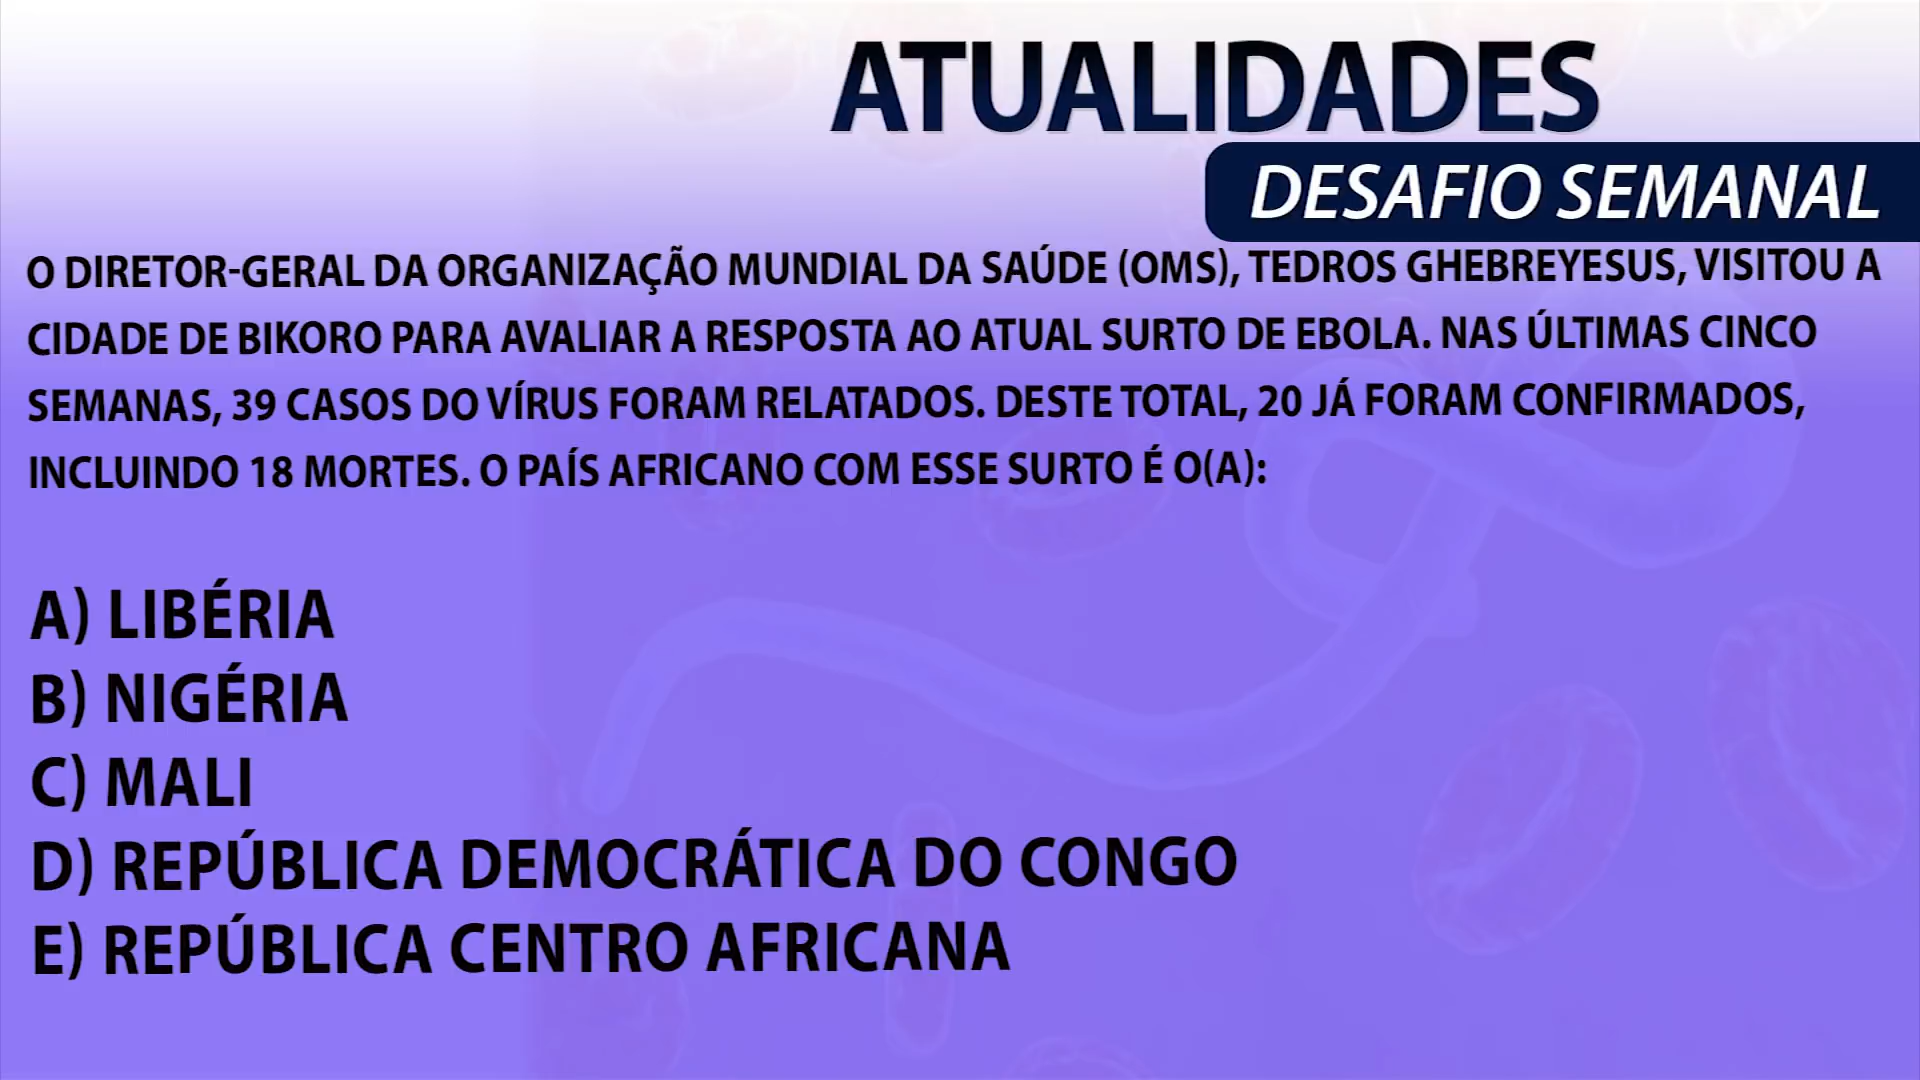 ATUALIDADES
DESAFIO SEMANAL
O DIRETOR-GERAL DA ORGANIZAÇÃO MUNDIAL DA SAÚDE (OMS), TEDROS GHEBREYESUS, VISITOU A
CIDADE DE BIKORO PARA AVALIAR A RESPOSTA AO ATUAL SURTO DE EBOLA. NAS ÚLTIMAS CINCO
SEMANAS, 39 CASOS DO VÍRUS FORAM RELATADOS. DESTE TOTAL, 20 JÁ FORAM CONFIRMADOS,
INCLUINDO 18 MORTES. O PAÍS AFRICANO COM ESSE SURTO É O(A):
A) LIBÉRIA
B) NIGÉRIA
C) MALI
D) REPÚBLICA DEMOCRÁTICA DO CONGO
E) REPÚBLICA CENTRO AFRICANA